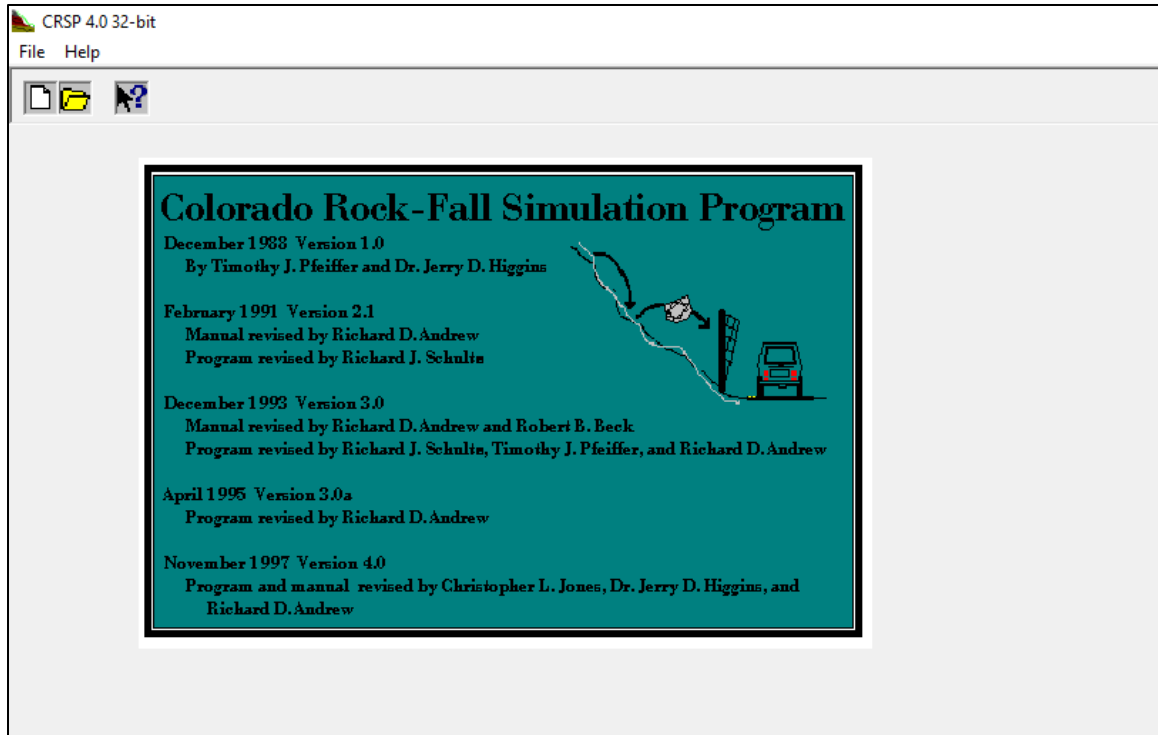 CRSP 4.0 32-bit
File Help
?
Colorado Rock-Fall Simulation Program
December 1988 Version 1.0
By Timothy J. Pfeiffer and Dr. Jerry D. Higgins
February 1991 Version 2.1
Manual revised by Richard D. Andrew
Program revised by Richard J. Schultz
December 1993 Version 3.0
Manual revised by Richard D. Andrew and Robert B. Beck
Program revised by Richard J. Schultz, Timothy J. Pfeiffer, and Richard D. Andrew
April 1995 Version 3.0a
Program revised by Richard D. Andrew
November 1997 Version 4.0
Program and manual revised by Christopher L. Jones, Dr. Jerry D. Higgins, and
Richard D. Andrew